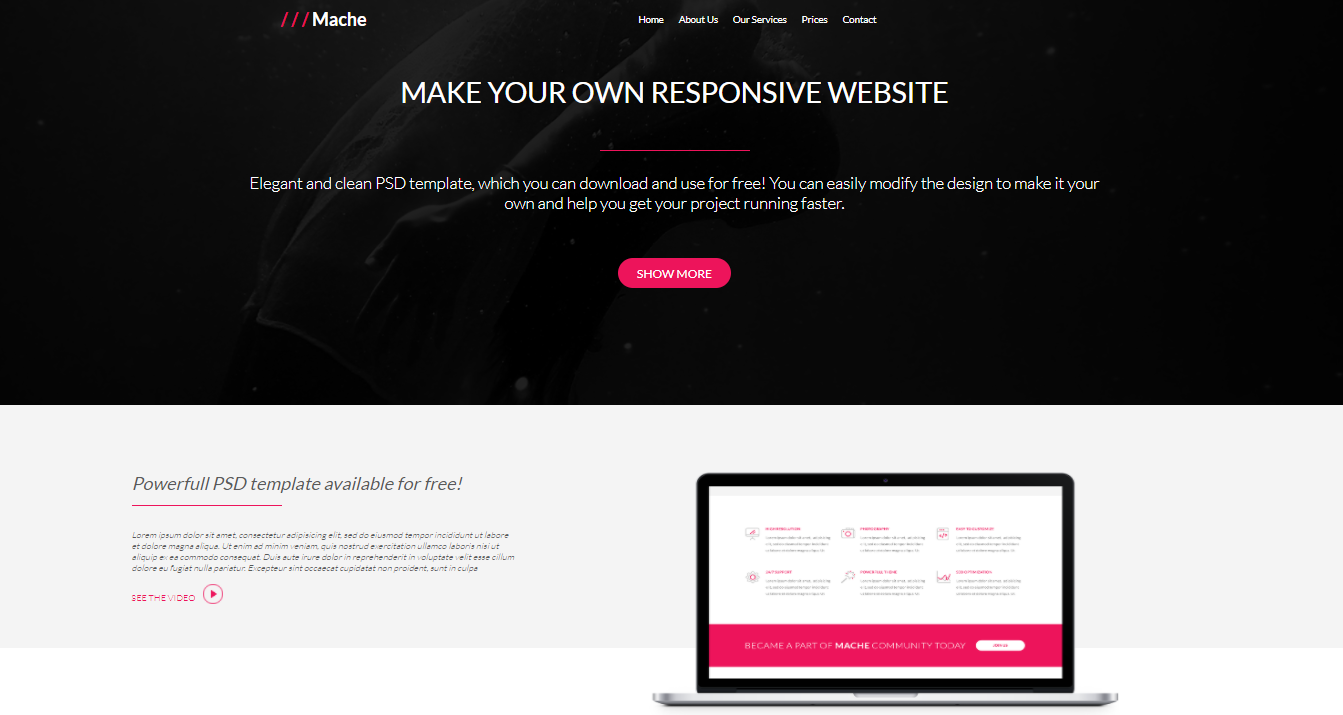 ///Mache
Home About Us Our Services Prices Contact
MAKE YOUR OWN RESPONSIVE WEBSITE
Elegant and clean PSD template, which you can download and use for free! You can easily modify the design to make it your
own and help you get your project running faster.
SHOW MORE
Powerfull PSD template available for free!
Lorem ipsum dolor sit amet, consectetur adipisicing elit, sed do eiusmod tempor incididunt ut labore
et dolore magna aliqua. Ut enim ad minim veniam, quis nostrud exercitation ullamco laboris nisi ut
aliquip ex ea commodo consequat. Duis aute irure dolor in reprehenderit in voluptate velit esse cillum
dolore eu fugiat nulla pariatur. Excepteur sint occaecat cupidatat non proident, sunt in culpa
SEE THE VIDEO
BECAME A PART OF MACHE COMMUNITY TODAY
JOIN US